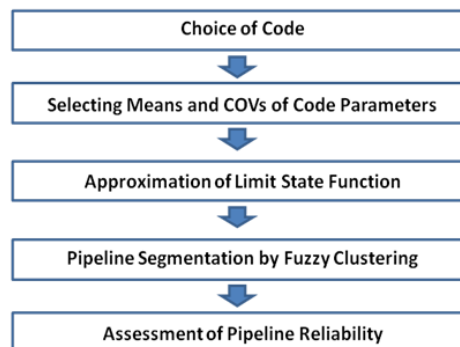 Choice of Code
Selecting Means and COVs of Code Parameters
Approximation of Limit State Function
Pipeline Segmentation by Fuzzy Clustering
Assessment of Pipeline Reliability